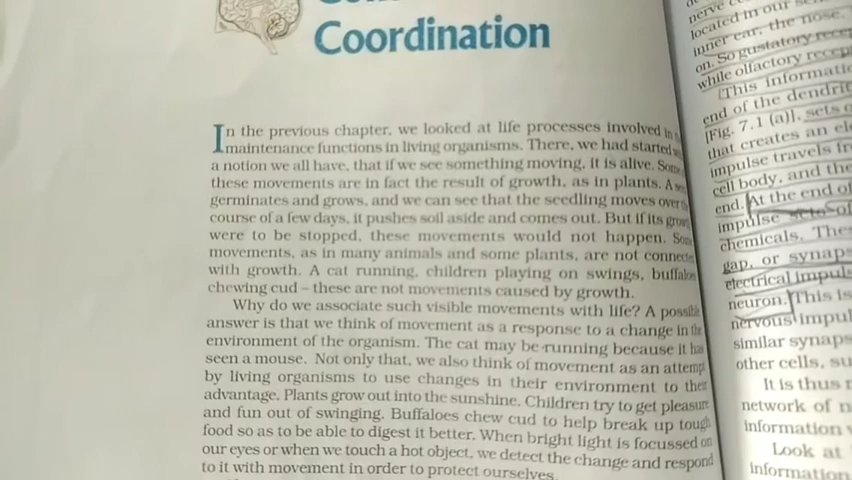 Coordination
In the previous chapter, we looked at life processes involved in
maintenance functions in living organisms. There, we had started
a notion we all have, that if we see something moving, it is alive. Some
these movements are in fact the result of growth, as in plants. A
germinates and grows, and we can see that the seedling moves over the
course of a few days, it pushes soil aside and comes out. But if its
were to be stopped, these movements would not happen. Some
movements, as in many animals and some plants, are not
with growth. A cat running, children playing on swings, buffaloes
chewing cud – these are not movements caused by growth.
Why do we associate such visible movements with life? A possible
answer is that we think of movement as a response to a change in the
environment of the organism. The cat may be running because it has
seen a mouse. Not only that, we also think of movement as an attempt
by living organisms to use changes in their environment to their
advantage. Plants grow out into the sunshine. Children try to get pleasure
and fun out of swinging. Buffaloes chew cud to help break up tough
food so as to be able to digest it better. When bright light is focussed on
our eyes or when we touch a hot object, we detect the change and respond
to it with movement in order to protect ourselves.
located in our
inner ear, the nose,
on. So gustatory
while olfactory
This
end of the
[Fig. 7.1 (a)], sets
that creates an
impulse travels
cell body, and the
end. At the end of
impulse sets of
chemicals.
gap, or
electrical
neuron. This is
nervous
similar
other cells,
It is thus
network of
information
Look at
information